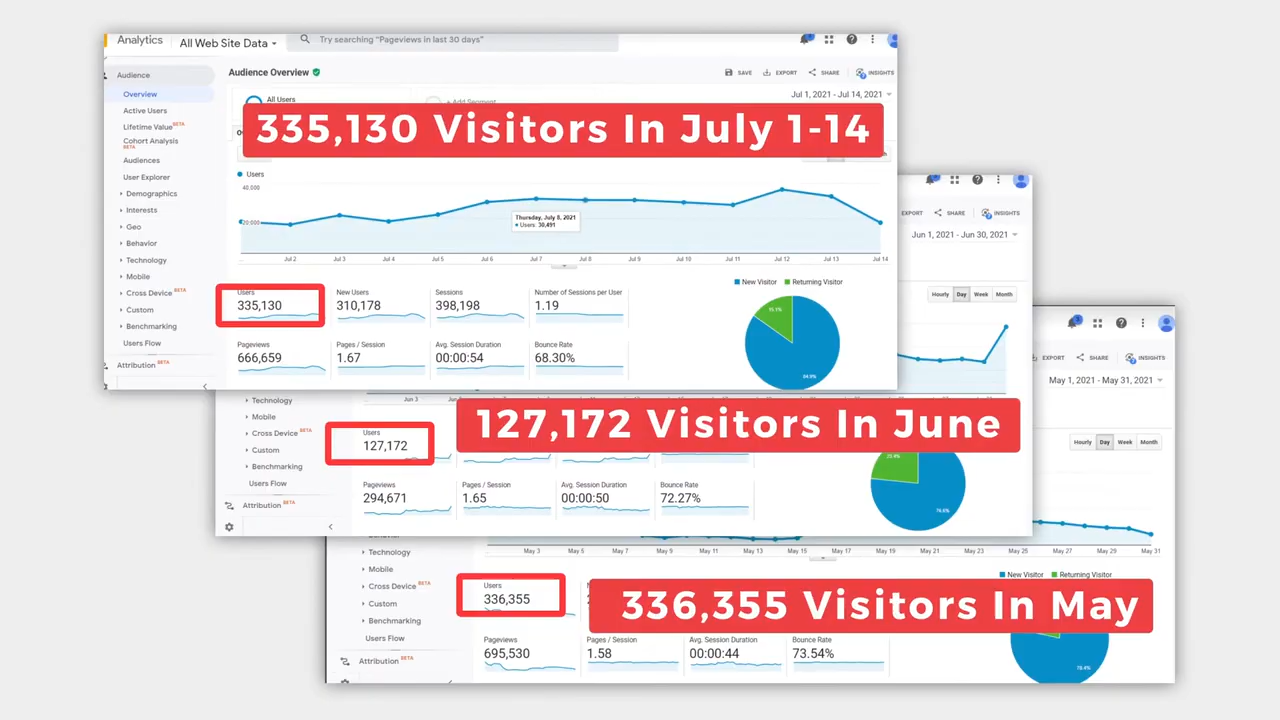 Analytics
All Web Site Data
Try searching "Pageviews in last 30 days"
Audience
Overview
Active Users
Lifetime Value BETA
Cohort Analysis
BETA
Audiences
User Explorer
Demographics
Interests
Geo
Behavior
Technology
Mobile
Cross Device BETA
Custom
Benchmarking
Users Flow
Attribution BETA
Audience Overview
SAVE
EXPORT
SHARE
INSIGHTS
Jul 1, 2021 - Jul 14, 2021
All Users
+ Add Segment
335,130 Visitors In July 1-14
Users
40,000
20,000
Thursday, July 8, 2021
Users: 30,491
Jul 2
Jul 3
Jul 4
Jul 5
Jul 6
Jul 7
Jul 8
Jul 9
Jul 10
Jul 11
Jul 12
Jul 13
Jul 14
Users
335,130
New Users
310,178
Sessions
398,198
Number of Sessions per User
1.19
Pageviews
666,659
Pages / Session
1.67
Avg. Session Duration
00:00:54
Bounce Rate
68.30%
New Visitor
Returning Visitor
15.1%
84.9%
EXPORT
SHARE
INSIGHTS
Jun 1, 2021 - Jun 30, 2021
Hourly
Day
Week
Month
Jun 3
Technology
Mobile
Cross Device BETA
Custom
Benchmarking
Users Flow
Attribution BETA
127,172 Visitors In June
Users
127,172
Pageviews
294,671
Pages / Session
1.65
Avg. Session Duration
00:00:50
Bounce Rate
72.27%
EXPORT
SHARE
INSIGHTS
May 1, 2021 - May 31, 2021
Hourly
Day
Week
Month
May 3
May 5
May 7
May 9
May 11
May 13
May 15
May 17
May 19
May 21
May 23
May 25
May 27
May 29
May 31
Technology
Mobile
Cross Device BETA
Custom
Benchmarking
Users Flow
Attribution BETA
New Visitor
Returning Visitor
336,355 Visitors In May
Users
336,355
Pageviews
695,530
Pages / Session
1.58
Avg. Session Duration
00:00:44
Bounce Rate
73.54%